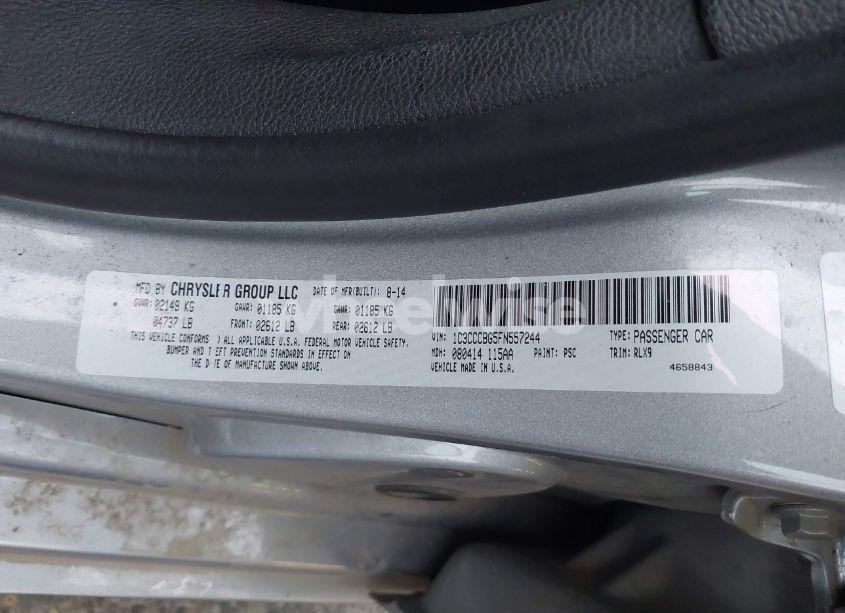 MFD BY CHRYSLER GROUP LLC DATE OF MFR(BUILT): 8-14
GVWR: 02149 KG GAWR: 01185 KG GAWR: 01185 KG
04737 LB FRONT: 02612 LB REAR: 02612 LB
THIS VEHICLE CONFORMS O ALL APPLICABLE U.S.A. FEDERAL MOTOR VEHICLE SAFETY,
BUMPER AND T EFT PREVENTION STANDARDS IN EFFECT ON
THE D TE OF MANUFACTURE SHOWN ABOVE.
VIN: 1C3CCCBG5FN557244 TYPE: PASSENGER CAR
MDH: 080414 115AA PAINT: PSC TRIM: RLX9
VEHICLE MADE IN U.S.A. 4658843